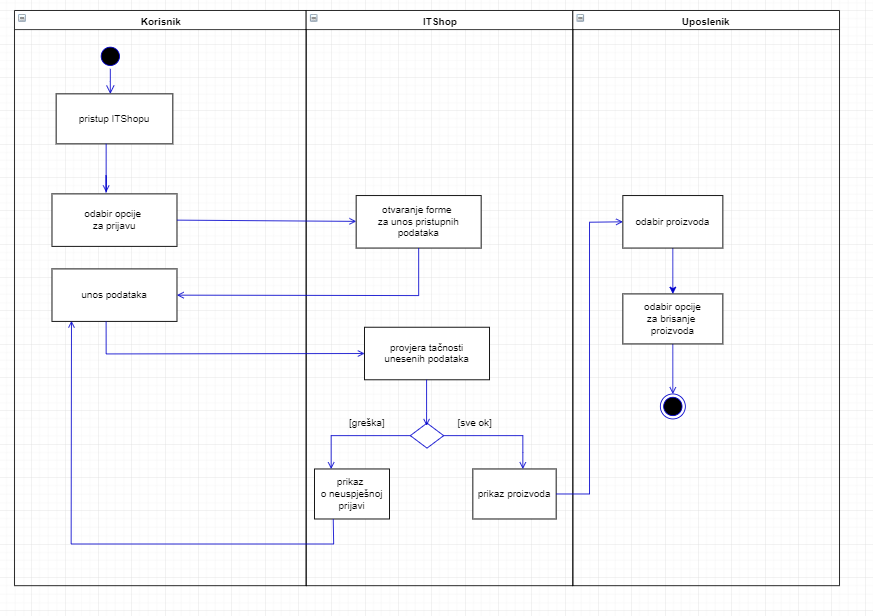 Korisnik
ITShop
Uposlenik
pristup ITShopu
odabir opcije
za prijavu
otvaranje forme
za unos pristupnih
podataka
odabir proizvoda
unos podataka
odabir opcije
za brisanje
proizvoda
provjera tačnosti
unesenih podataka
[greška]
[sve ok]
prikaz
o neuspješnoj
prijavi
prikaz proizvoda